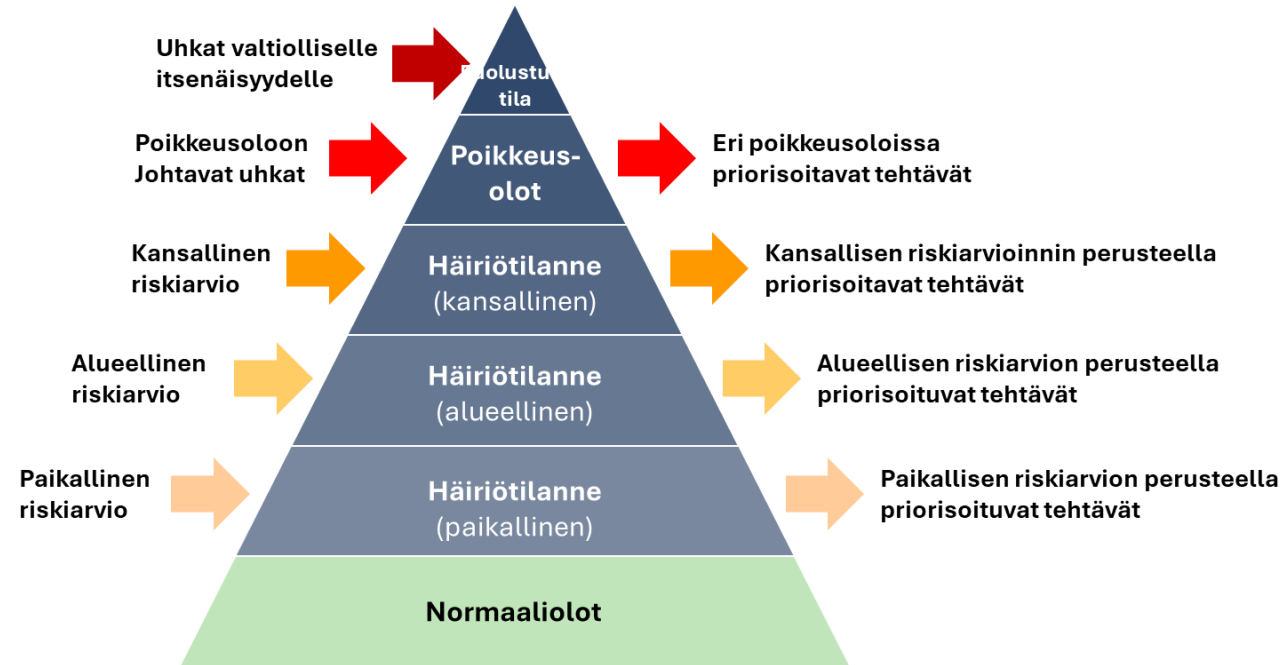 Uhkat valtiolliselle
itsenäisyydelle
tila
Poikkeusoloon
Johtavat uhkat
Poikkeus-
olot
Eri poikkeusoloissa
priorisoitavat tehtävät
Kansallinen
riskiarvio
Häiriötilanne
(kansallinen)
Kansallisen riskiarvioinnin perusteella
priorisoitavat tehtävät
Alueellinen
riskiarvio
Häiriötilanne
(alueellinen)
Alueellisen riskiarvion perusteella
priorisoituvat tehtävät
Paikallinen
riskiarvio
Häiriötilanne
(paikallinen)
Paikallisen riskiarvion perusteella
priorisoituvat tehtävät
Normaaliolot